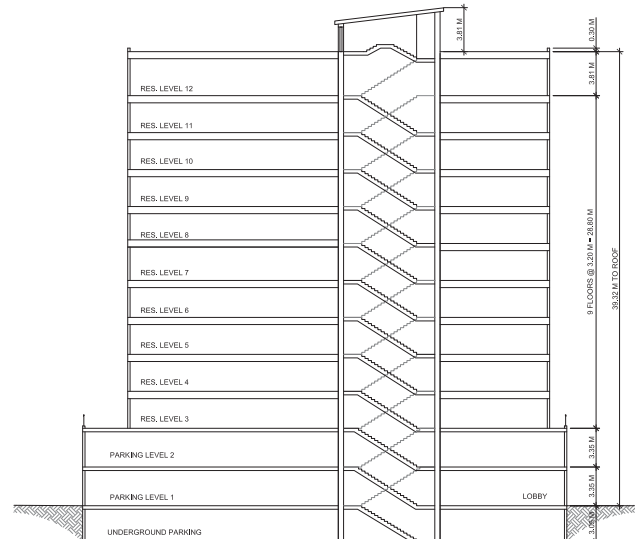 3.81 M
0.30 M
3.81 M
RES. LEVEL 12
RES. LEVEL 11
RES. LEVEL 10
RES. LEVEL 9
RES. LEVEL 8
RES. LEVEL 7
RES. LEVEL 6
RES. LEVEL 5
RES. LEVEL 4
RES. LEVEL 3
9 FLOORS @ 3.20 M = 28.80 M
39.32 M TO ROOF
PARKING LEVEL 2
3.35 M
PARKING LEVEL 1
LOBBY
3.35 M
UNDERGROUND PARKING